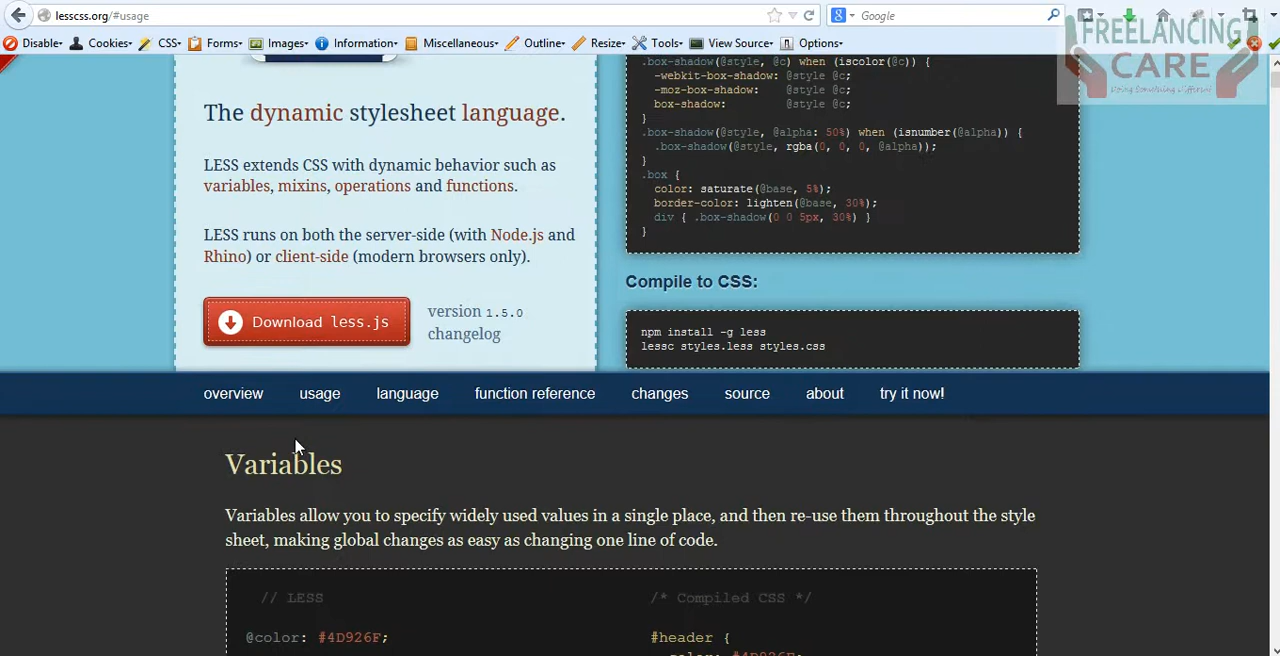 lesscss.org/#usage
Google
Disable Cookies CSS Forms Images Information Miscellaneous Outline Resize Tools View Source Options
FREELANCING
CARE
Doing Something Different
The dynamic stylesheet language.
LESS extends CSS with dynamic behavior such as
variables, mixins, operations and functions.
LESS runs on both the server-side (with Node.js and
Rhino) or client-side (modern browsers only).
Download less.js
version 1.5.0
changelog
.box-shadow(@style, @c) when (iscolor(@c)) {
-webkit-box-shadow: @style @c;
-moz-box-shadow: @style @c;
box-shadow: @style @c;
}
.box-shadow(@style, @alpha: 50%) when (isnumber(@alpha)) {
.box-shadow(@style, rgba(0, 0, 0, @alpha));
}
.box {
color: saturate(@base, 5%);
border-color: lighten(@base, 30%);
div { .box-shadow(0 0 5px, 30%) }
}
Compile to CSS:
npm install -g less
lessc styles.less styles.css
overview usage language function reference changes source about try it now!
Variables
Variables allow you to specify widely used values in a single place, and then re-use them throughout the style
sheet, making global changes as easy as changing one line of code.
// LESS
@color: #4D926F;
/* Compiled CSS */
#header {
color: #4D926F;